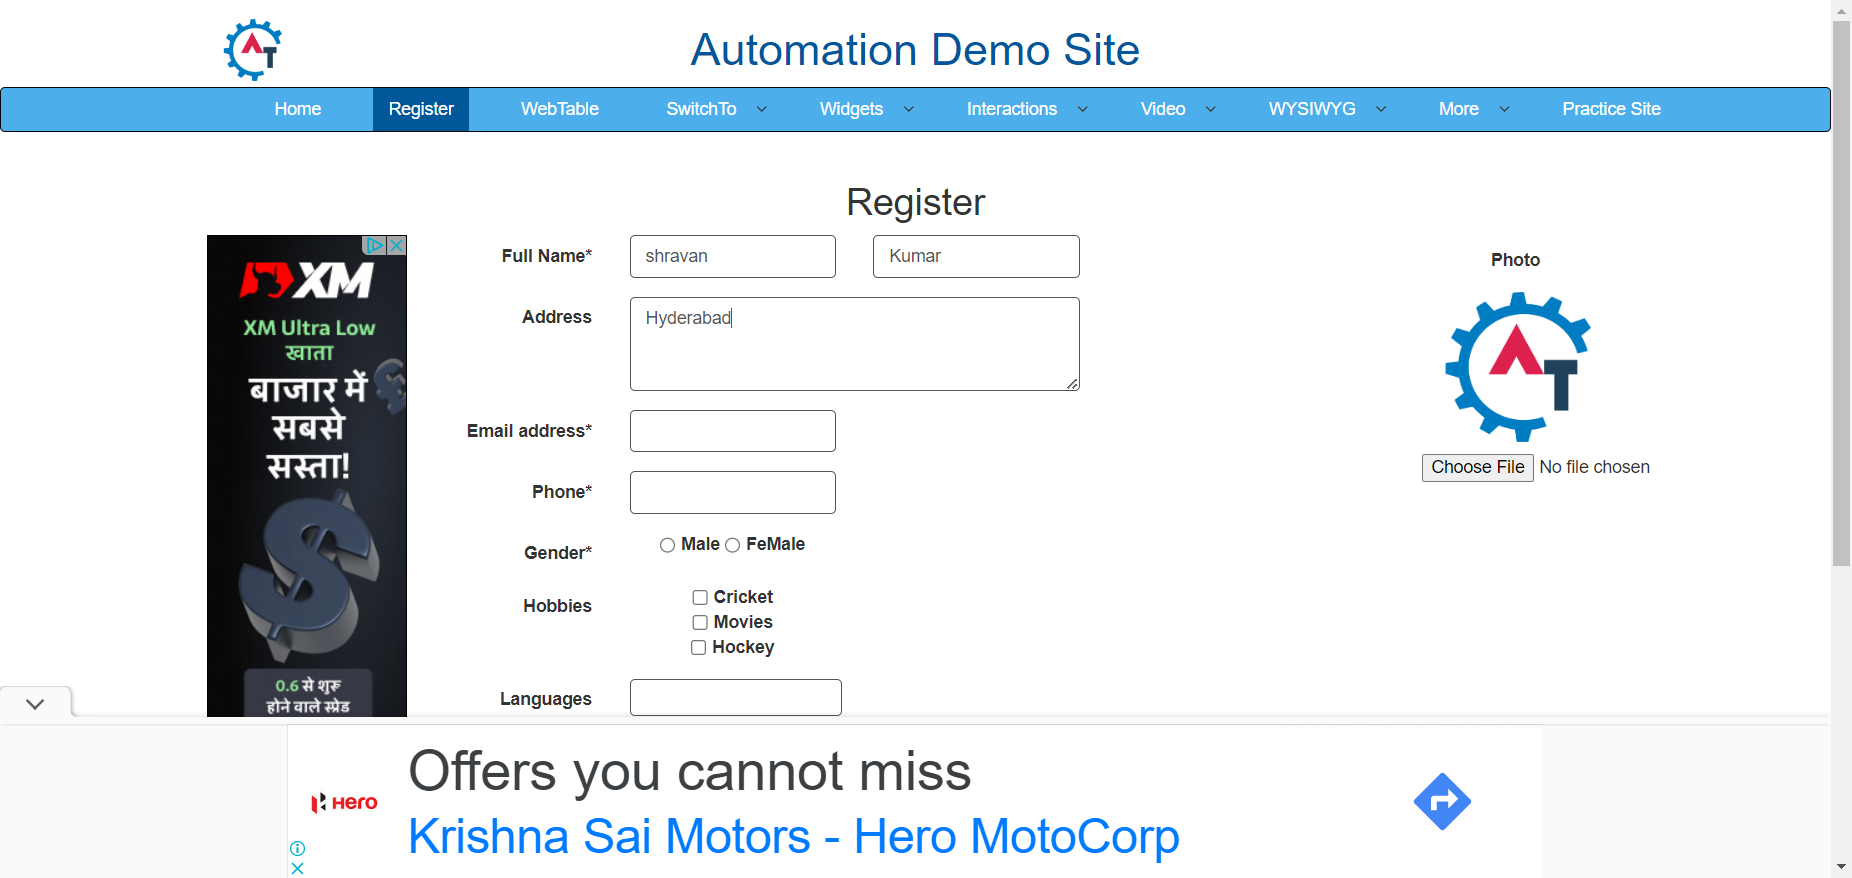 Automation Demo Site
Home Register WebTable SwitchTo Widgets Interactions Video WYSIWYG More Practice Site
Register
Full Name* shravan Kumar
Address Hyderabad
Email address*
Phone*
Gender* Male FeMale
Hobbies Cricket
Movies
Hockey
Languages
Photo
AT
Choose File No file chosen
XM
XM Ultra Low
खाता
बाजार में
सबसे
सस्ता!
0.6 से शुरू
होने वाले स्प्रेड
Offers you cannot miss
Hero
Krishna Sai Motors - Hero MotoCorp